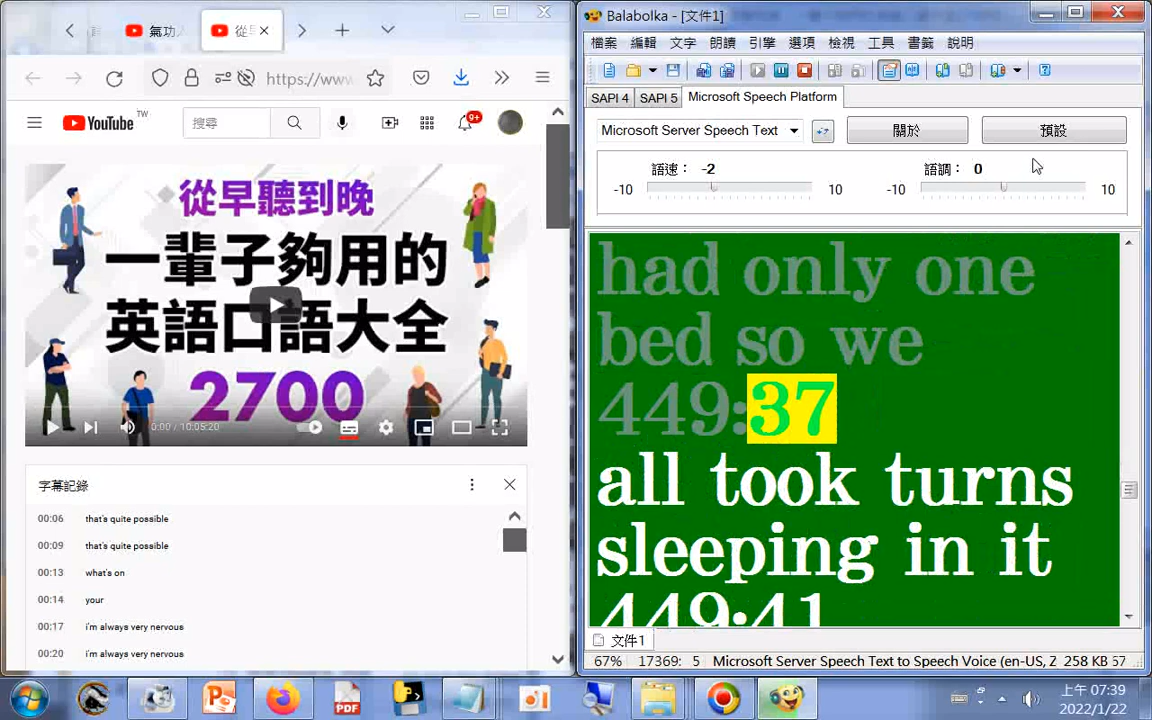 氣功
從
https://www
YouTube TW
搜尋
9+
從早聽到晚
一輩子夠用的
英語口語大全
2700
0:00 / 10:05:20
字幕記錄
00:06 that's quite possible
00:09 that's quite possible
00:13 what's on
00:14 your
00:17 i'm always very nervous
00:20 i'm always very nervous
Balabolka - [文件1]
檔案 編輯 文字 朗讀 引擎 選項 檢視 工具 書籤 說明
SAPI 4 SAPI 5 Microsoft Speech Platform
Microsoft Server Speech Text 關於 預設
語速： -2 語調： 0
-10 10 -10 10
had only one
bed so we
449:37
all took turns
sleeping in it
449:41
文件1
67% 17369: 5 Microsoft Server Speech Text to Speech Voice (en-US, Z 258 KB 57
PDF
上午 07:39
2022/1/22